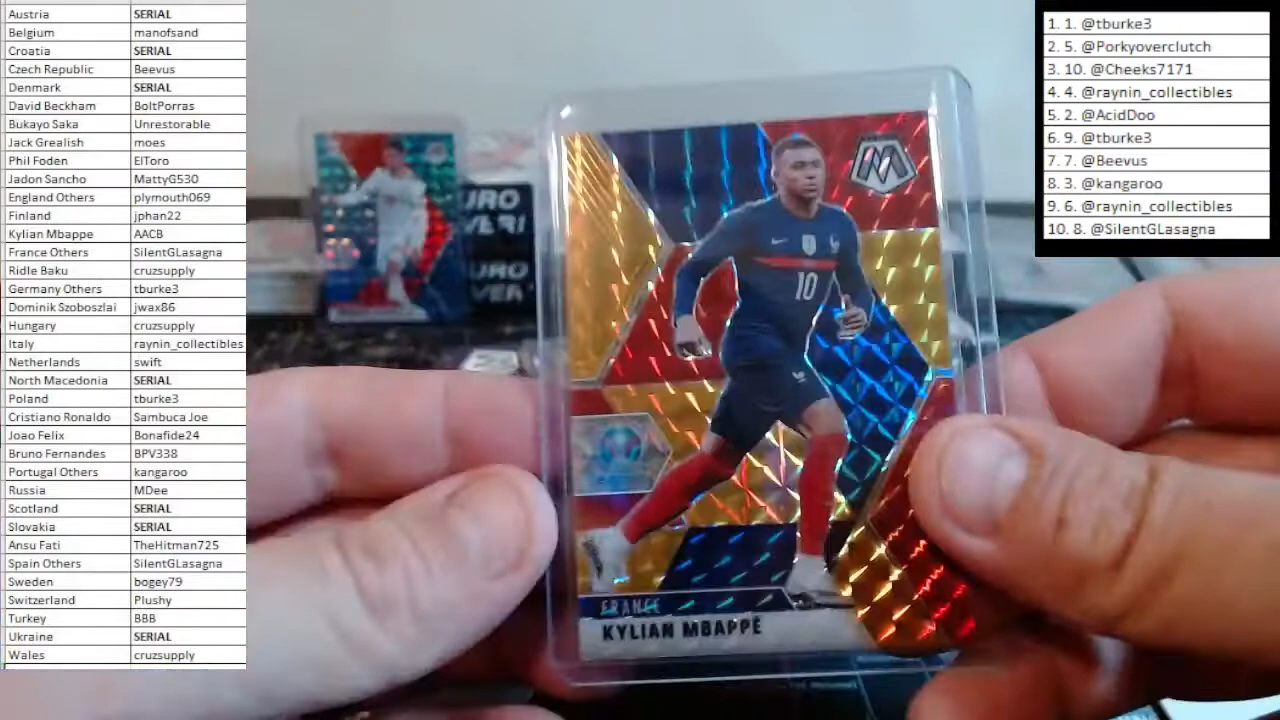 Austria SERIAL
Belgium manofsand
Croatia SERIAL
Czech Republic Beevus
Denmark SERIAL
David Beckham BoltPorras
Bukayo Saka Unrestorable
Jack Grealish moes
Phil Foden ElToro
Jadon Sancho MattyG530
England Others plymouth069
Finland jphan22
Kylian Mbappe AACB
France Others SilentGLasagna
Ridle Baku cruzsupply
Germany Others tburke3
Dominik Szoboszlai jwax86
Hungary cruzsupply
Italy raynin_collectibles
Netherlands swift
North Macedonia SERIAL
Poland tburke3
Cristiano Ronaldo Sambuca Joe
Joao Felix Bonafide24
Bruno Fernandes BPV338
Portugal Others kangaroo
Russia MDee
Scotland SERIAL
Slovakia SERIAL
Ansu Fati TheHitman725
Spain Others SilentGLasagna
Sweden bogey79
Switzerland Plushy
Turkey BBB
Ukraine SERIAL
Wales cruzsupply
1. 1. @tburke3
2. 5. @Porkyoverclutch
3. 10. @Cheeks7171
4. 4. @raynin_collectibles
5. 2. @AcidDoo
6. 9. @tburke3
7. 7. @Beevus
8. 3. @kangaroo
9. 6. @raynin_collectibles
10. 8. @SilentGLasagna
M
10
FRANCE
KYLIAN MBAPPÉ